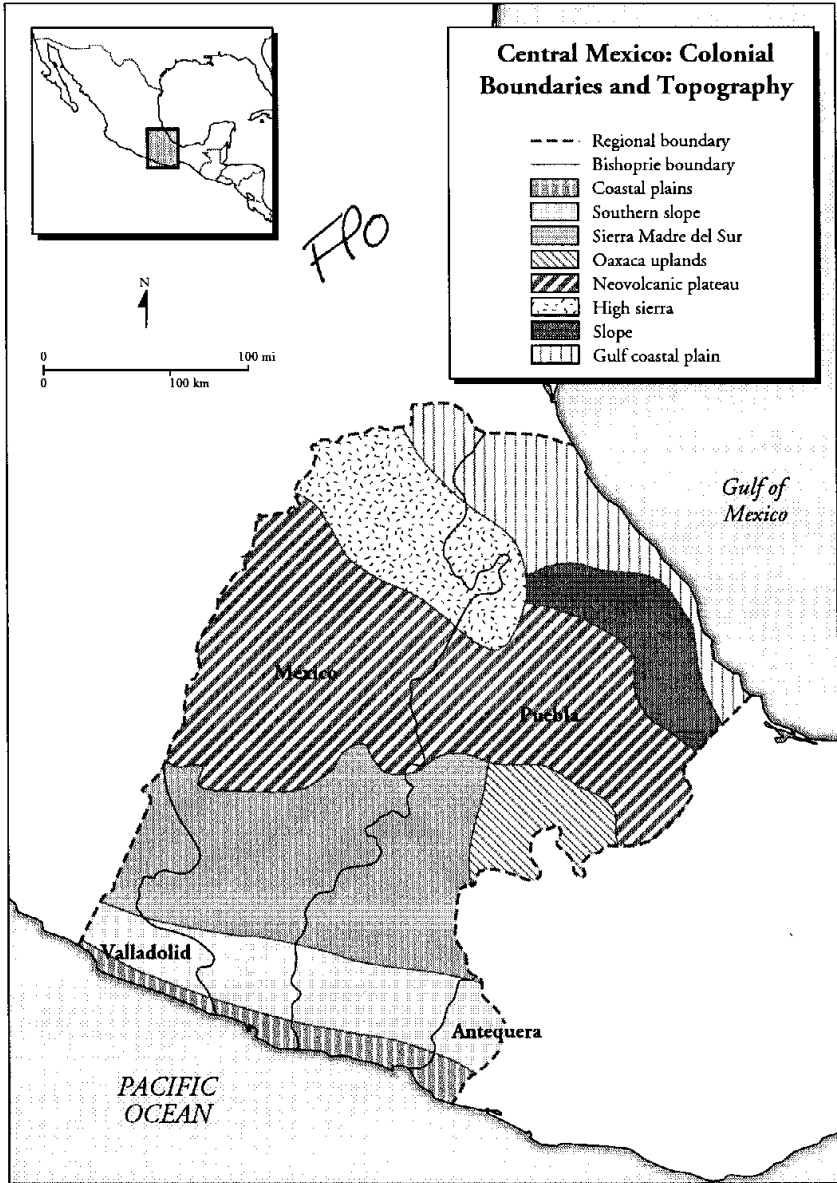 Central Mexico: Colonial
Boundaries and Topography
Regional boundary
Bishoprie boundary
Coastal plains
Southern slope
Sierra Madre del Sur
Oaxaca uplands
Neovolcanic plateau
High sierra
Slope
Gulf coastal plain
FPO
N
0 100 mi
0 100 km
Gulf of
Mexico
Mexico
Puebla
Valladolid
Antequera
PACIFIC
OCEAN